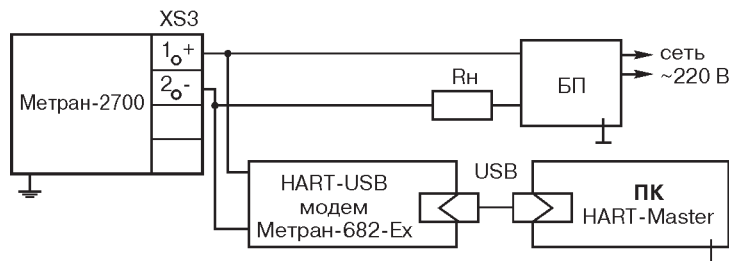 XS3
1 +
2 -
Метран-2700
Rн
БП
сеть
~220 В
HART-USB
модем
Метран-682-Ex
USB
ПК
HART-Master